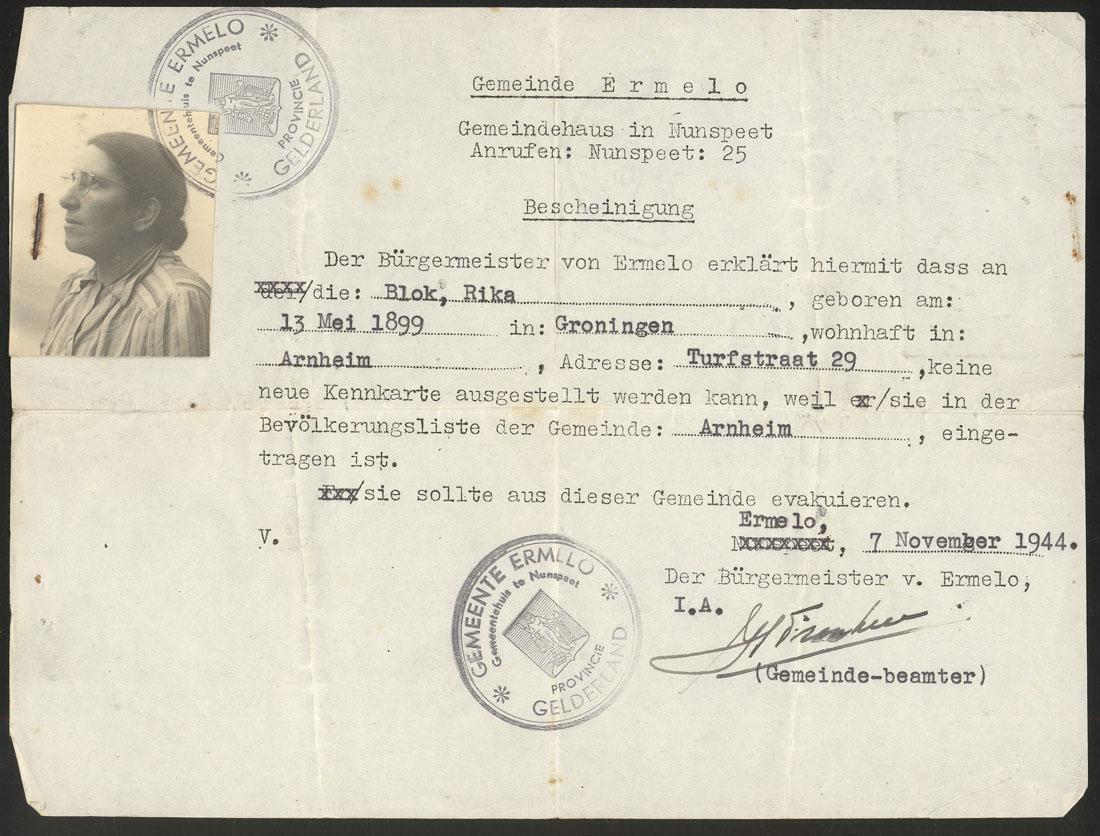 GEMEENTE ERMELO
Gemeentehuis te Nunspeet
PROVINCIE
GELDERLAND
Gemeinde Ermelo
Gemeindehaus in Nunspeet
Anrufen: Nunspeet: 25
Bescheinigung
Der Bürgermeister von Ermelo erklärt hiermit dass an
der/die: Blok, Rika, geboren am:
13 Mei 1899 in: Groningen, wohnhaft in:
Arnheim, Adresse: Turfstraat 29, keine
neue Kennkarte ausgestellt werden kann, weil er/sie in der
Bevölkerungsliste der Gemeinde: Arnheim, einge-
tragen ist.
Er/sie sollte aus dieser Gemeinde evakuieren.
Ermelo,
V. , 7 November 1944.
Der Bürgermeister v. Ermelo,
I.A.
(Gemeinde-beamter)
GEMEENTE ERMELO
Gemeentehuis te Nunspeet
PROVINCIE
GELDERLAND